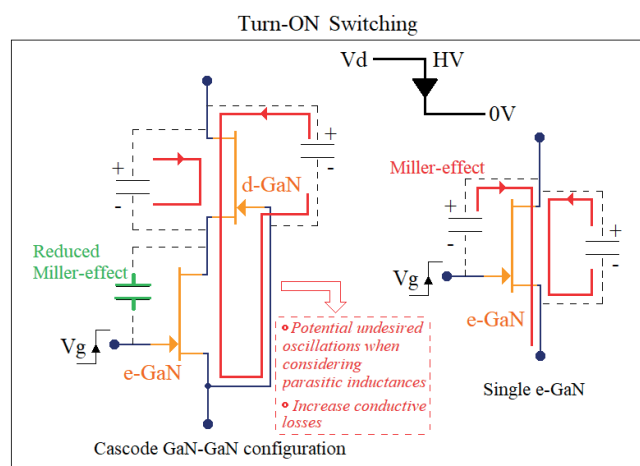 Turn-ON Switching
Vd
HV
0V
+
-
d-GaN
+
-
Reduced
Miller-effect
Vg
e-GaN
Potential undesired
oscillations when
considering
parasitic inductances
Increase conductive
losses
Cascode GaN-GaN configuration
Miller-effect
+
-
+
-
Vg
e-GaN
Single e-GaN